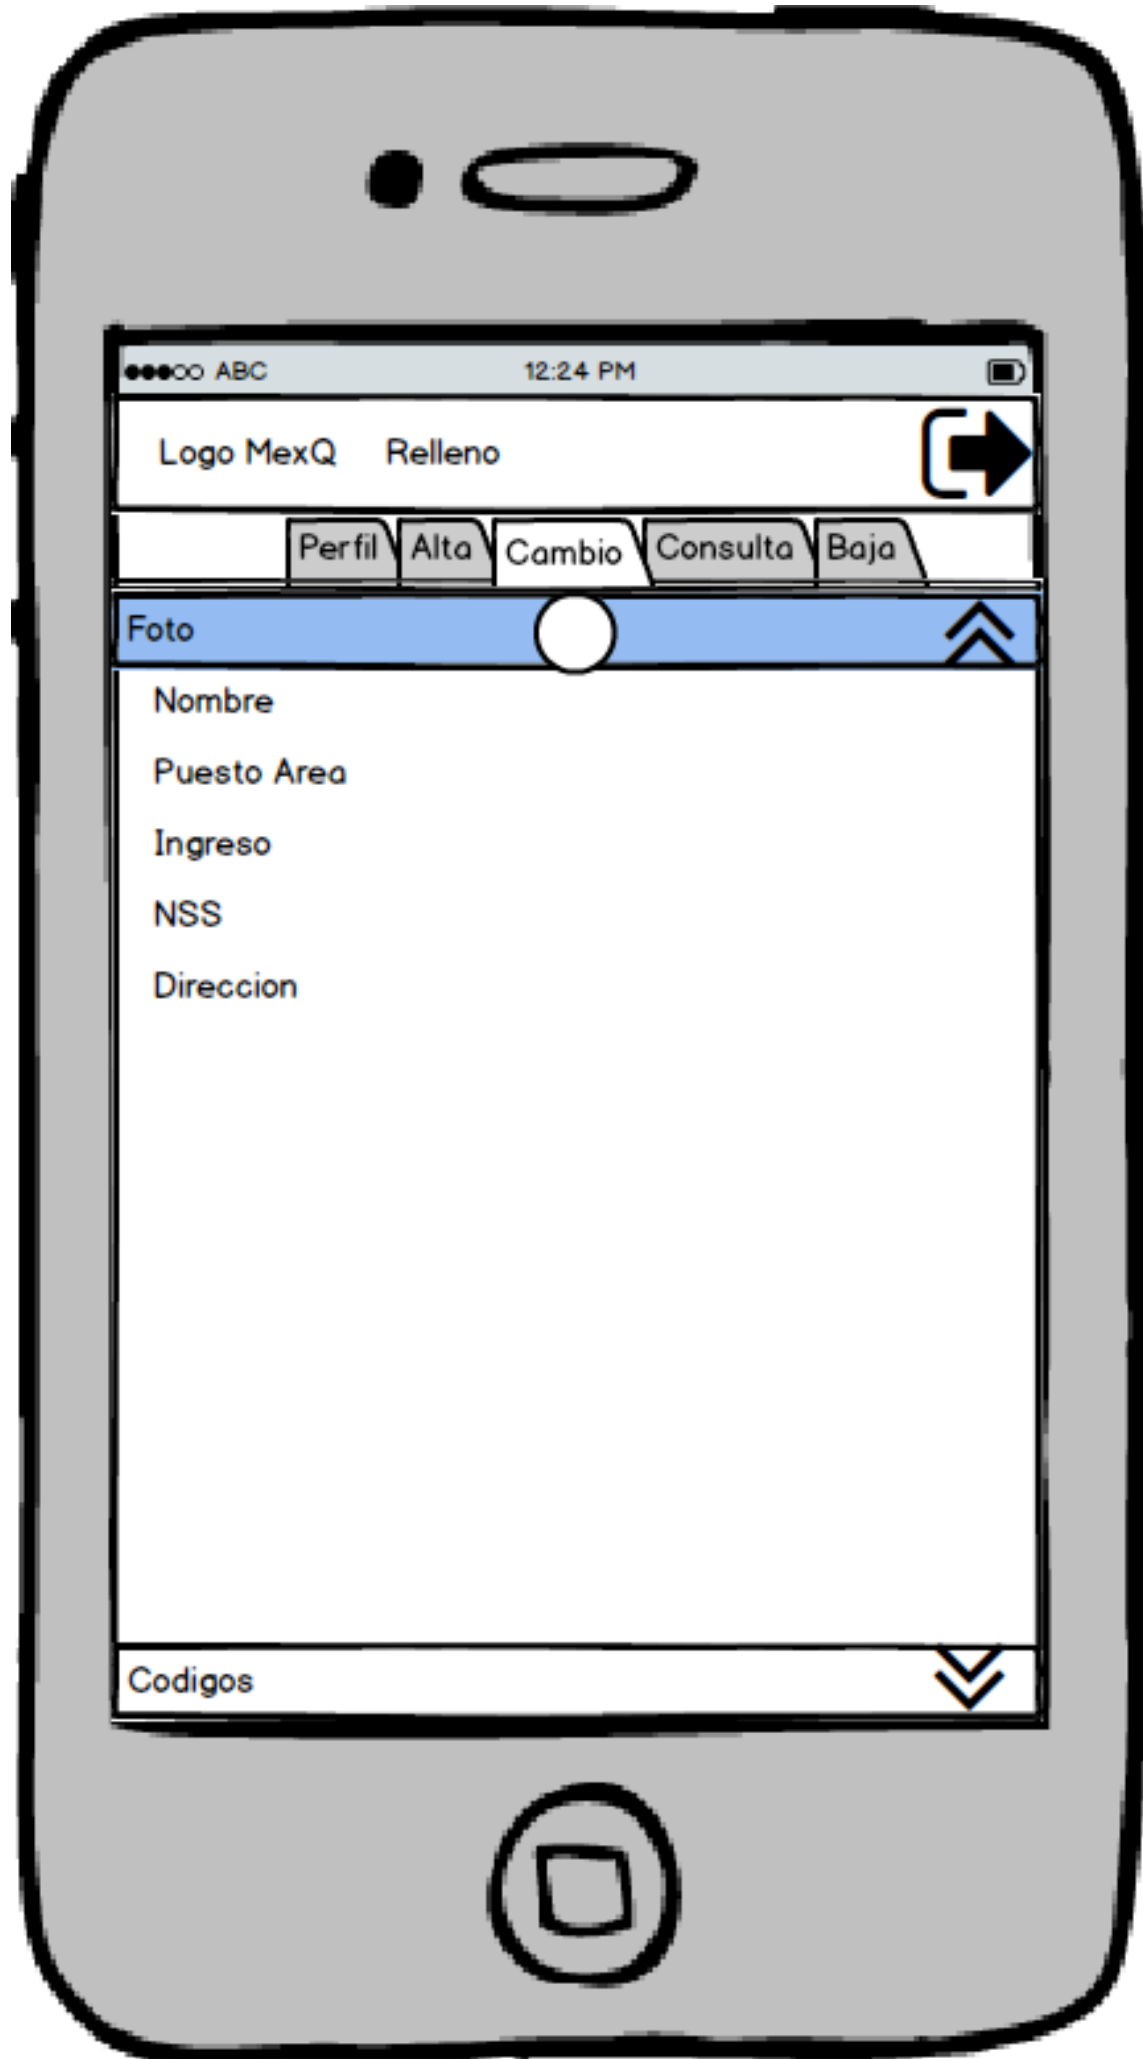 ABC 12:24 PM
Logo MexQ Relleno
Perfil Alta Cambio Consulta Baja
Foto
Nombre
Puesto Area
Ingreso
NSS
Direccion
Codigos